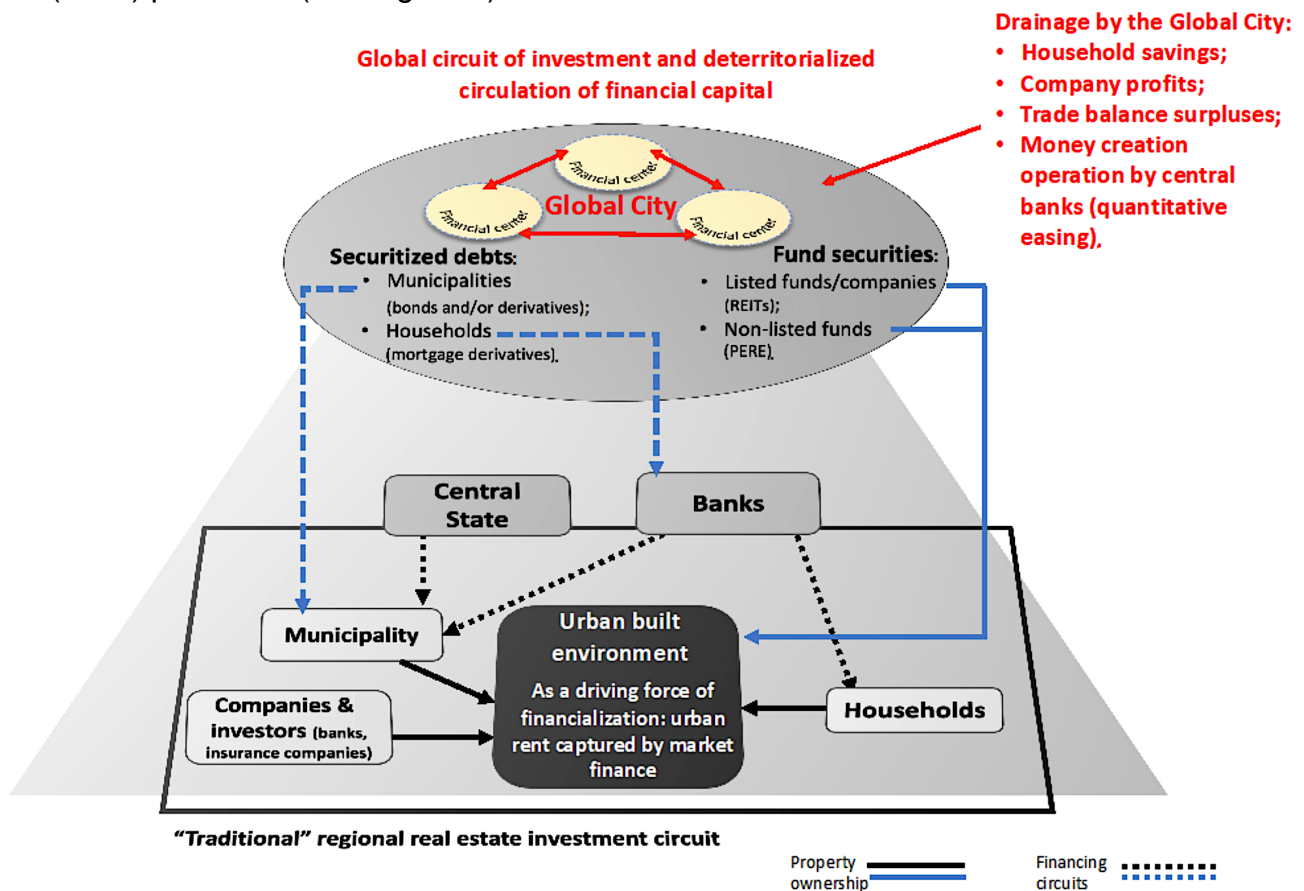 Drainage by the Global City:
• Household savings;
• Company profits;
• Trade balance surpluses;
• Money creation
operation by central
banks (quantitative
easing).
Global circuit of investment and deterritorialized
circulation of financial capital
Financial center
Financial center
Global City
Financial center
Securitized debts:
• Municipalities
(bonds and/or derivatives);
• Households
(mortgage derivatives).
Fund securities:
• Listed funds/companies
(REITs);
• Non-listed funds
(PERE).
Central
State
Banks
Municipality
Companies &
investors (banks,
insurance companies)
Urban built
environment
As a driving force of
financialization: urban
rent captured by market
finance
Households
“Traditional” regional real estate investment circuit
Property
ownership
Financing
circuits